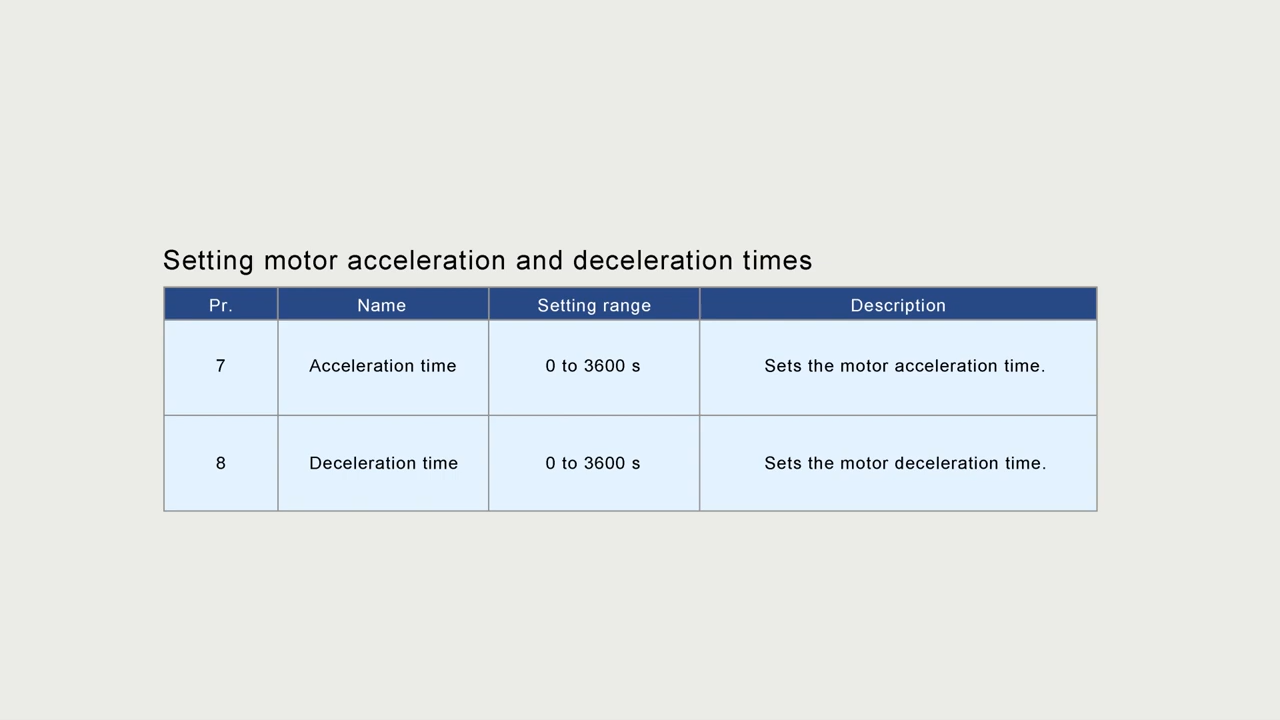 Setting motor acceleration and deceleration times
Pr. Name Setting range Description
7 Acceleration time 0 to 3600 s Sets the motor acceleration time.
8 Deceleration time 0 to 3600 s Sets the motor deceleration time.